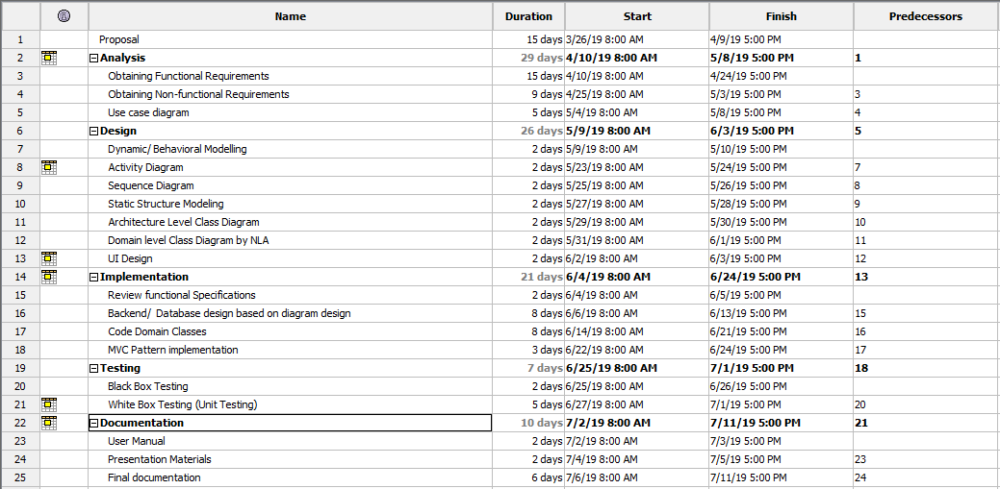 Name Duration Start Finish Predecessors
1 Proposal 15 days 3/26/19 8:00 AM 4/9/19 5:00 PM
2 Analysis 29 days 4/10/19 8:00 AM 5/8/19 5:00 PM 1
3 Obtaining Functional Requirements 15 days 4/10/19 8:00 AM 4/24/19 5:00 PM
4 Obtaining Non-functional Requirements 9 days 4/25/19 8:00 AM 5/3/19 5:00 PM 3
5 Use case diagram 5 days 5/4/19 8:00 AM 5/8/19 5:00 PM 4
6 Design 26 days 5/9/19 8:00 AM 6/3/19 5:00 PM 5
7 Dynamic/ Behavioral Modelling 2 days 5/9/19 8:00 AM 5/10/19 5:00 PM
8 Activity Diagram 2 days 5/23/19 8:00 AM 5/24/19 5:00 PM 7
9 Sequence Diagram 2 days 5/25/19 8:00 AM 5/26/19 5:00 PM 8
10 Static Structure Modeling 2 days 5/27/19 8:00 AM 5/28/19 5:00 PM 9
11 Architecture Level Class Diagram 2 days 5/29/19 8:00 AM 5/30/19 5:00 PM 10
12 Domain level Class Diagram by NLA 2 days 5/31/19 8:00 AM 6/1/19 5:00 PM 11
13 UI Design 2 days 6/2/19 8:00 AM 6/3/19 5:00 PM 12
14 Implementation 21 days 6/4/19 8:00 AM 6/24/19 5:00 PM 13
15 Review functional Specifications 2 days 6/4/19 8:00 AM 6/5/19 5:00 PM
16 Backend/ Database design based on diagram design 8 days 6/6/19 8:00 AM 6/13/19 5:00 PM 15
17 Code Domain Classes 8 days 6/14/19 8:00 AM 6/21/19 5:00 PM 16
18 MVC Pattern implementation 3 days 6/22/19 8:00 AM 6/24/19 5:00 PM 17
19 Testing 7 days 6/25/19 8:00 AM 7/1/19 5:00 PM 18
20 Black Box Testing 2 days 6/25/19 8:00 AM 6/26/19 5:00 PM
21 White Box Testing (Unit Testing) 5 days 6/27/19 8:00 AM 7/1/19 5:00 PM 20
22 Documentation 10 days 7/2/19 8:00 AM 7/11/19 5:00 PM 21
23 User Manual 2 days 7/2/19 8:00 AM 7/3/19 5:00 PM
24 Presentation Materials 2 days 7/4/19 8:00 AM 7/5/19 5:00 PM 23
25 Final documentation 6 days 7/6/19 8:00 AM 7/11/19 5:00 PM 24